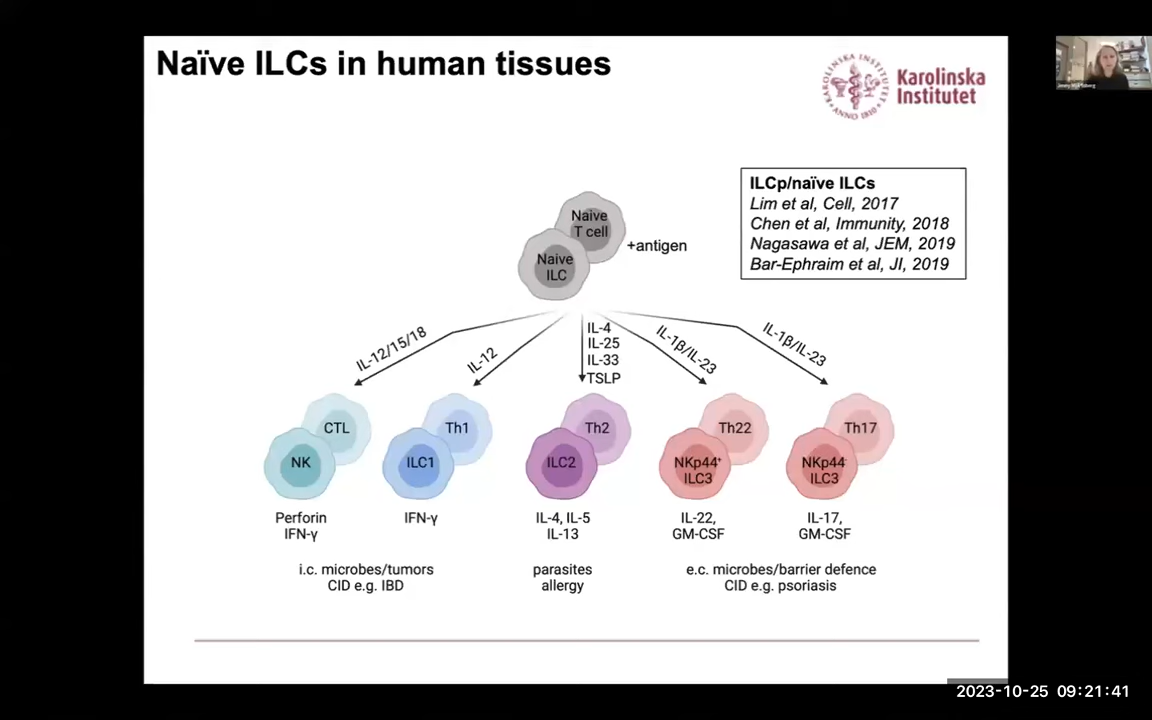 Naïve ILCs in human tissues
Karolinska
Institutet
KAROLINSKA INSTITUTET
ANNO 1810
ILCp/naïve ILCs
Lim et al, Cell, 2017
Chen et al, Immunity, 2018
Nagasawa et al, JEM, 2019
Bar-Ephraim et al, JI, 2019
Naïve
T cell
+antigen
Naive
ILC
IL-12/15/18
IL-12
IL-4
IL-25
IL-33
TSLP
IL-1β/IL-23
IL-1β/IL-23
CTL
NK
Th1
ILC1
Th2
ILC2
Th22
NKp44⁺
ILC3
Th17
NKp44⁻
ILC3
Perforin
IFN-γ
IFN-γ
IL-4, IL-5
IL-13
IL-22,
GM-CSF
IL-17,
GM-CSF
i.c. microbes/tumors
CID e.g. IBD
parasites
allergy
e.c. microbes/barrier defence
CID e.g. psoriasis
2023-10-25 09:21:41